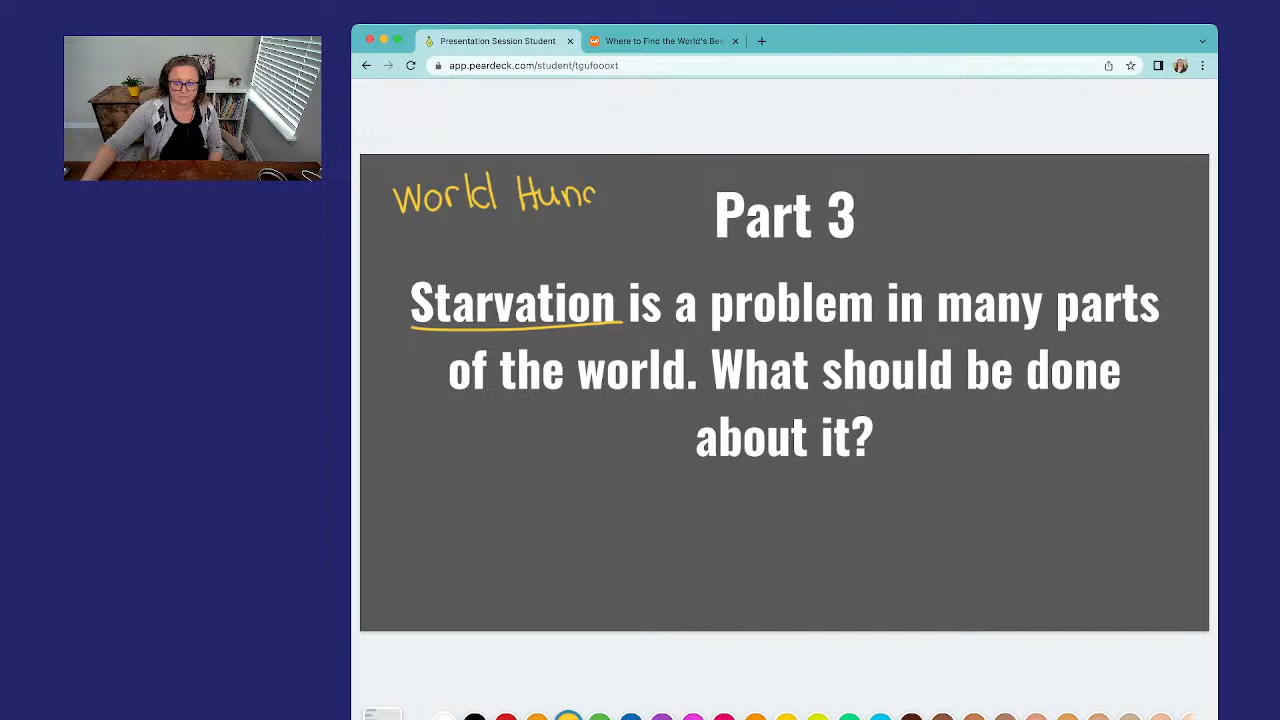 Presentation Session Student
Where to Find the World's Bes
app.peardeck.com/student/tgufoooxt
World Hun
Part 3
Starvation is a problem in many parts
of the world. What should be done
about it?